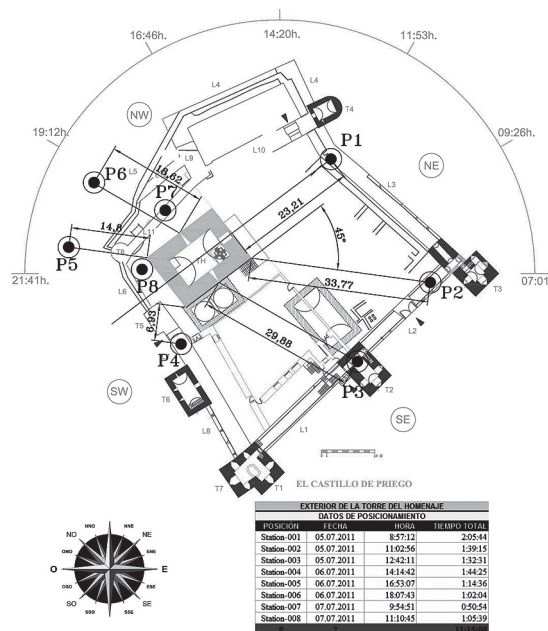 14:20h.
16:46h.
11:53h.
19:12h.
09:26h.
21:41h.
07:01h.
NW
NE
SW
SE
L4
L4
T4
L10
L9
L5
L3
L11
T8
L6
TH
T5
T6
L8
T7
T1
L1
T2
L2
T3
P1
P2
P3
P4
P5
P6
P7
P8
18,62
14,8
23,21
45°
33,77
29,88
6,93
EL CASTILLO DE PRIEGO
N
NNO
NNE
NO
NE
ONO
ENE
O
E
OSO
ESE
SO
SE
SSO
SSE
S
EXTERIOR DE LA TORRE DEL HOMENAJE
DATOS DE POSICIONAMIENTO
POSICIÓN FECHA HORA TIEMPO TOTAL
Station-001 05.07.2011 8:57:12 2:05:44
Station-002 05.07.2011 11:02:56 1:39:15
Station-003 05.07.2011 12:42:11 1:32:31
Station-004 06.07.2011 14:14:42 1:44:25
Station-005 06.07.2011 16:53:07 1:14:36
Station-006 06.07.2011 18:07:43 1:02:04
Station-007 07.07.2011 9:54:51 0:50:54
Station-008 07.07.2011 11:10:45 1:05:39